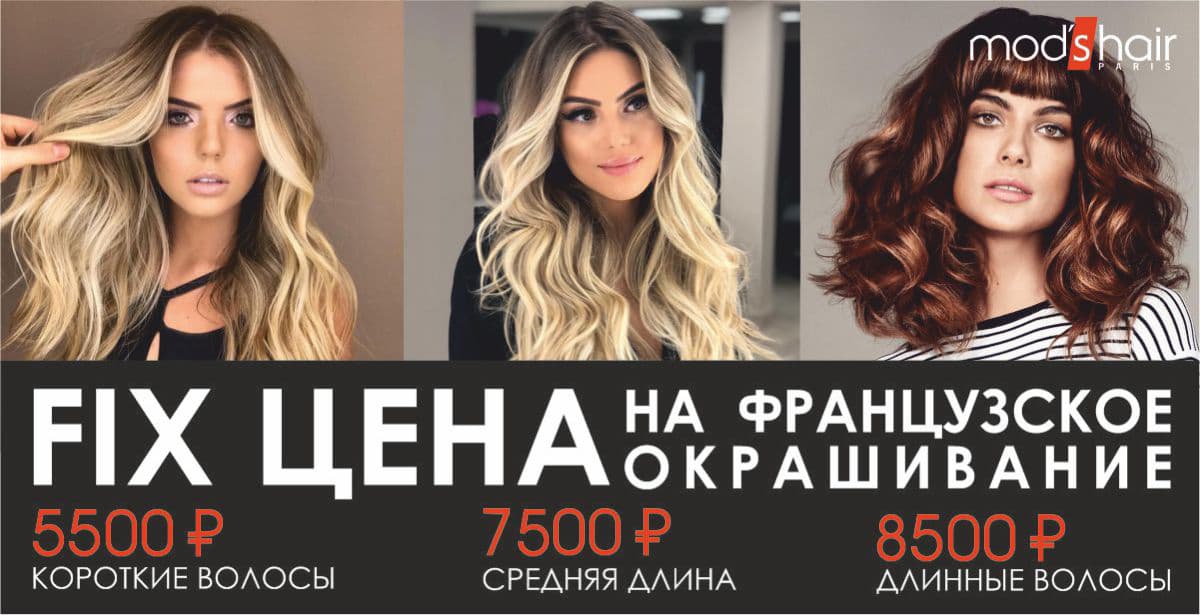 mod's hair
PARIS
FIX ЦЕНА
НА ФРАНЦУЗСКОЕ
ОКРАШИВАНИЕ
5500 ₽
КОРОТКИЕ ВОЛОСЫ
7500 ₽
СРЕДНЯЯ ДЛИНА
8500 ₽
ДЛИННЫЕ ВОЛОСЫ